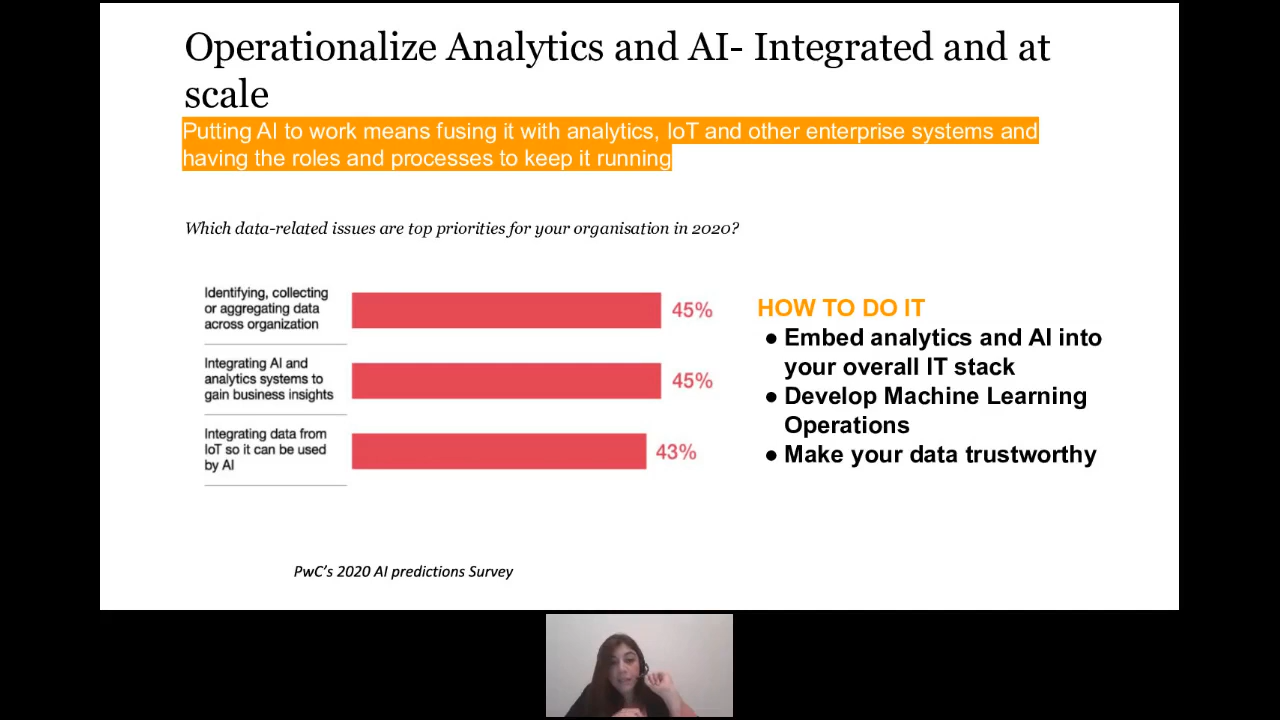 Operationalize Analytics and AI- Integrated and at
scale
Putting AI to work means fusing it with analytics, IoT and other enterprise systems and
having the roles and processes to keep it running
Which data-related issues are top priorities for your organisation in 2020?
Identifying, collecting
or aggregating data
across organization
45%
Integrating AI and
analytics systems to
gain business insights
45%
Integrating data from
IoT so it can be used
by AI
43%
HOW TO DO IT
● Embed analytics and AI into
your overall IT stack
● Develop Machine Learning
Operations
● Make your data trustworthy
PwC's 2020 AI predictions Survey